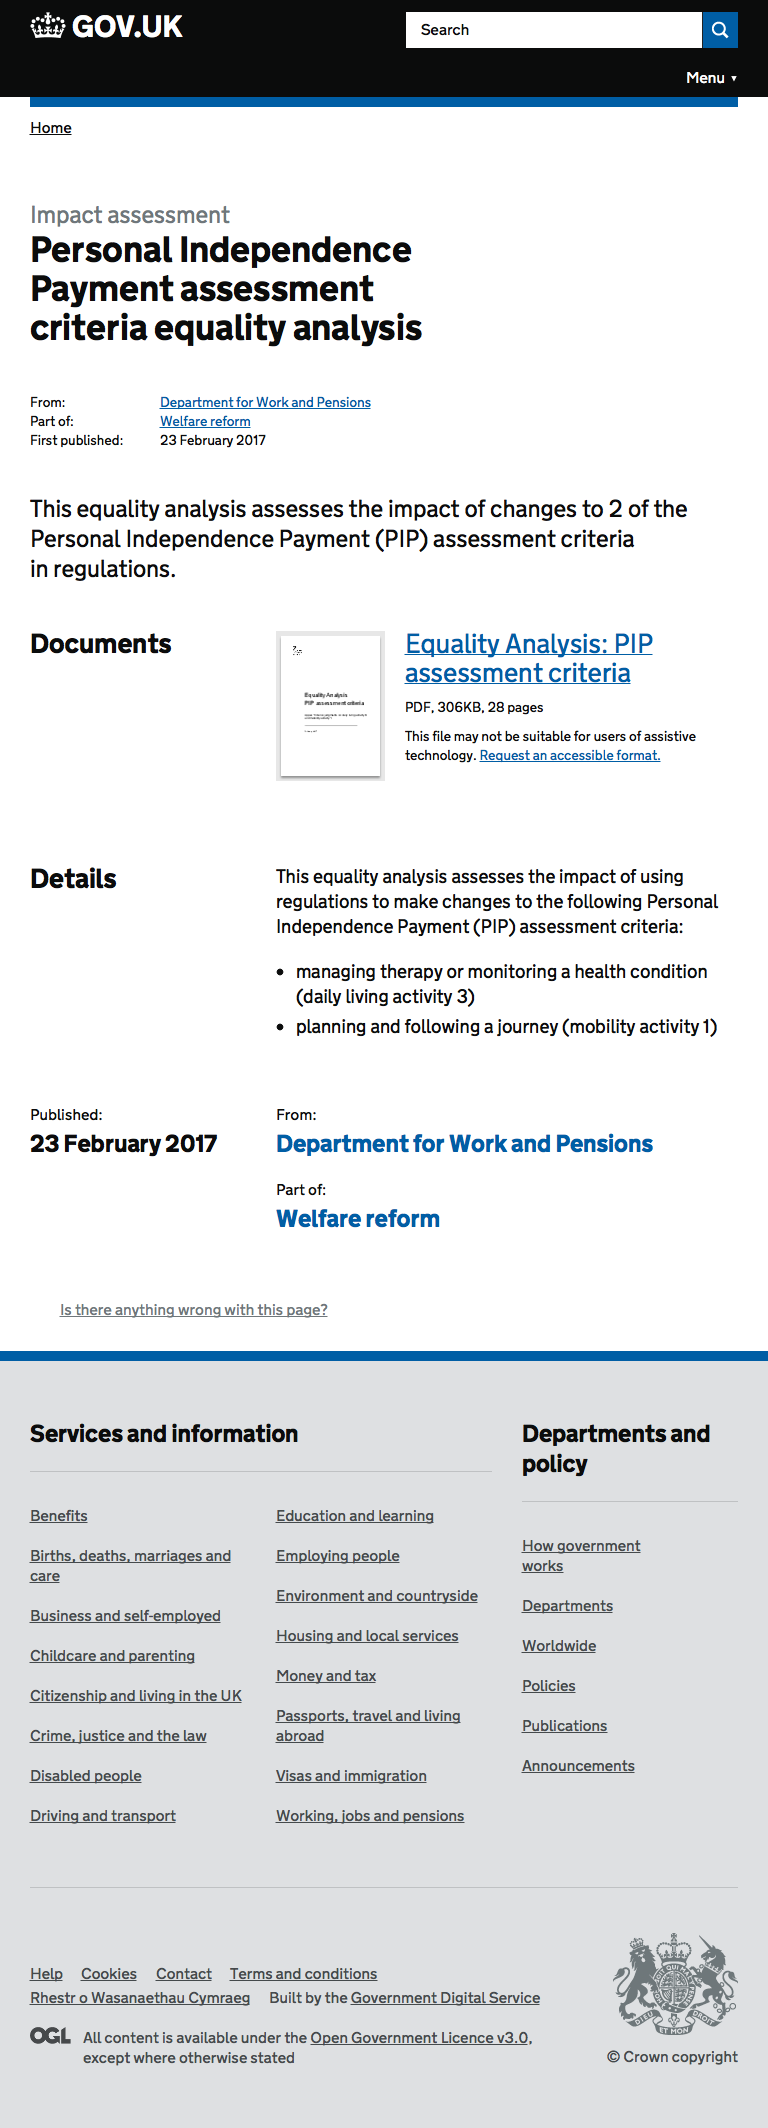 GOV.UK
Search
Menu ▼
Home
Impact assessment
Personal Independence
Payment assessment
criteria equality analysis
From: Department for Work and Pensions
Part of: Welfare reform
First published: 23 February 2017
This equality analysis assesses the impact of changes to 2 of the
Personal Independence Payment (PIP) assessment criteria
in regulations.
Documents
Equality Analysis
PIP assessment criteria
Equality Analysis: PIP
assessment criteria
PDF, 306KB, 28 pages
This file may not be suitable for users of assistive
technology. Request an accessible format.
Details
This equality analysis assesses the impact of using
regulations to make changes to the following Personal
Independence Payment (PIP) assessment criteria:
• managing therapy or monitoring a health condition
(daily living activity 3)
• planning and following a journey (mobility activity 1)
Published:
23 February 2017
From:
Department for Work and Pensions
Part of:
Welfare reform
Is there anything wrong with this page?
Services and information
Benefits
Births, deaths, marriages and
care
Business and self-employed
Childcare and parenting
Citizenship and living in the UK
Crime, justice and the law
Disabled people
Driving and transport
Education and learning
Employing people
Environment and countryside
Housing and local services
Money and tax
Passports, travel and living
abroad
Visas and immigration
Working, jobs and pensions
Departments and
policy
How government
works
Departments
Worldwide
Policies
Publications
Announcements
Help Cookies Contact Terms and conditions
Rhestr o Wasanaethau Cymraeg Built by the Government Digital Service
OGL All content is available under the Open Government Licence v3.0,
except where otherwise stated
DIEU ET MON DROIT
© Crown copyright